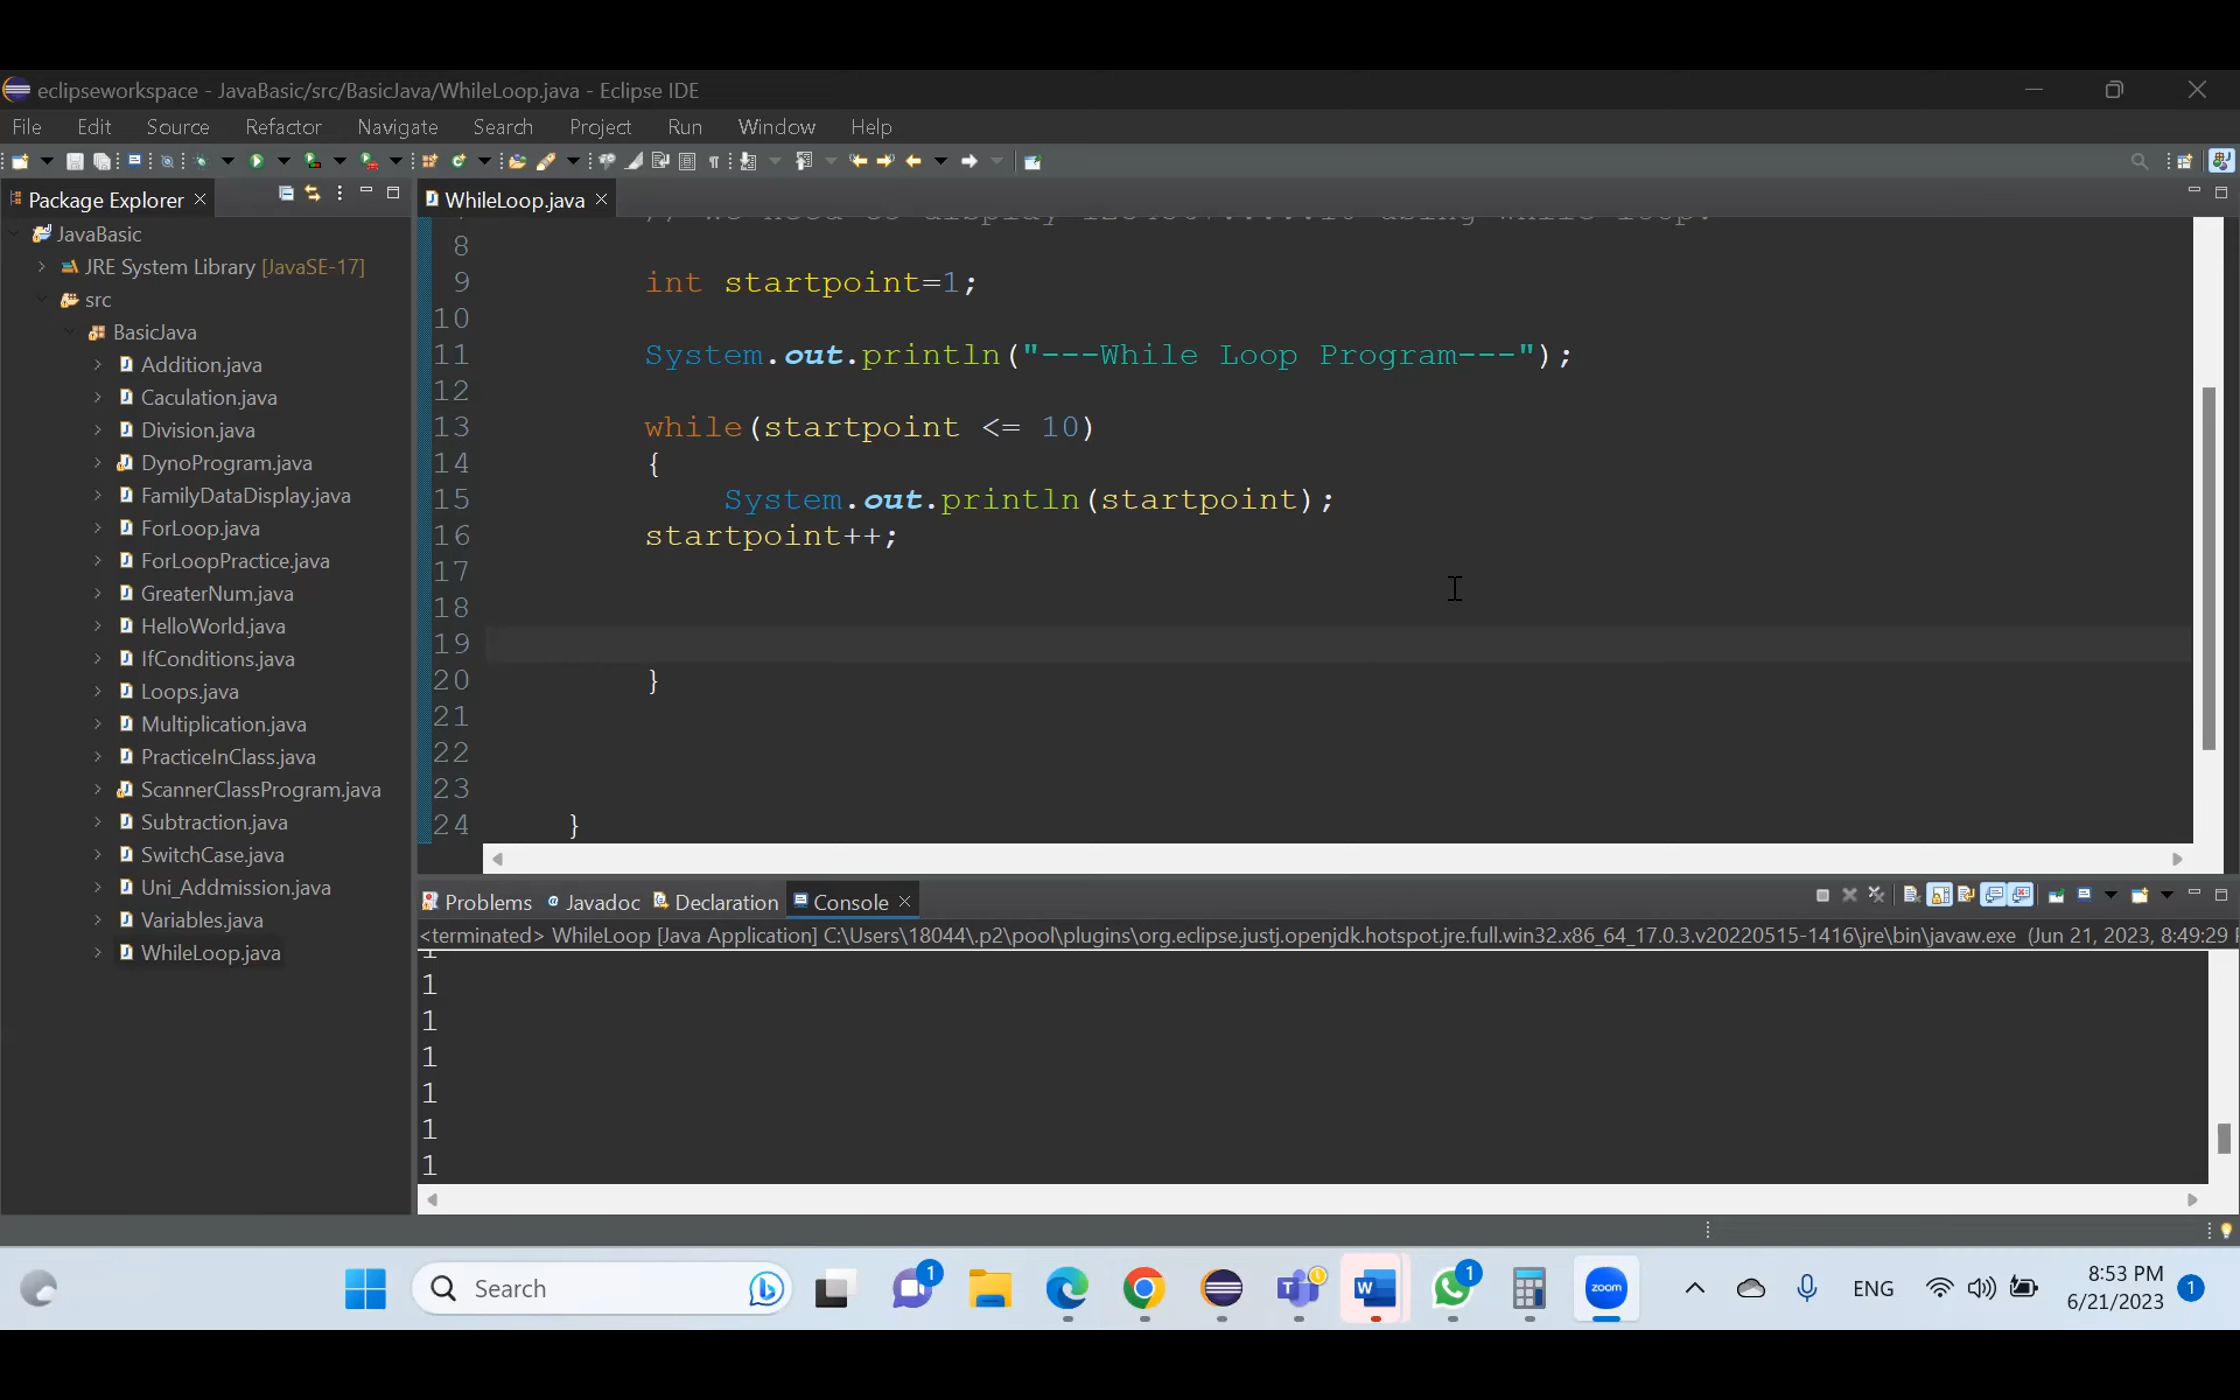 eclipseworkspace - JavaBasic/src/BasicJava/WhileLoop.java - Eclipse IDE
File Edit Source Refactor Navigate Search Project Run Window Help
Package Explorer
JavaBasic
JRE System Library [JavaSE-17]
src
BasicJava
Addition.java
Caculation.java
Division.java
DynoProgram.java
FamilyDataDisplay.java
ForLoop.java
ForLoopPractice.java
GreaterNum.java
HelloWorld.java
IfConditions.java
Loops.java
Multiplication.java
PracticeInClass.java
ScannerClassProgram.java
Subtraction.java
SwitchCase.java
Uni_Addmission.java
Variables.java
WhileLoop.java
WhileLoop.java
8
9 int startpoint=1;
10
11 System.out.println("---While Loop Program---");
12
13 while(startpoint <= 10)
14 {
15 System.out.println(startpoint);
16 startpoint++;
17
18
19
20 }
21
22
23
24 }
Problems Javadoc Declaration Console
<terminated> WhileLoop [Java Application] C:\Users\18044\.p2\pool\plugins\org.eclipse.justj.openjdk.hotspot.jre.full.win32.x86_64_17.0.3.v20220515-1416\jre\bin\javaw.exe (Jun 21, 2023, 8:49:29
1
1
1
1
1
1
Search
1
T
W
1
zoom
ENG
8:53 PM
6/21/2023
1